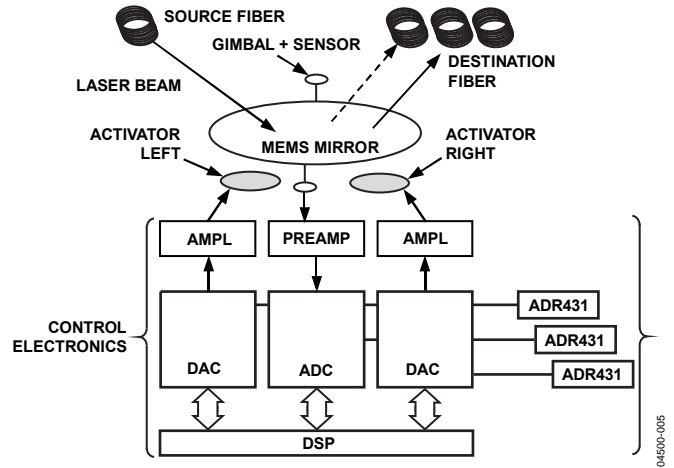 SOURCE FIBER
GIMBAL + SENSOR
DESTINATION
FIBER
LASER BEAM
MEMS MIRROR
ACTIVATOR
LEFT
ACTIVATOR
RIGHT
AMPL
PREAMP
AMPL
CONTROL
ELECTRONICS
DAC
ADC
DAC
ADR431
ADR431
ADR431
DSP
04500-005